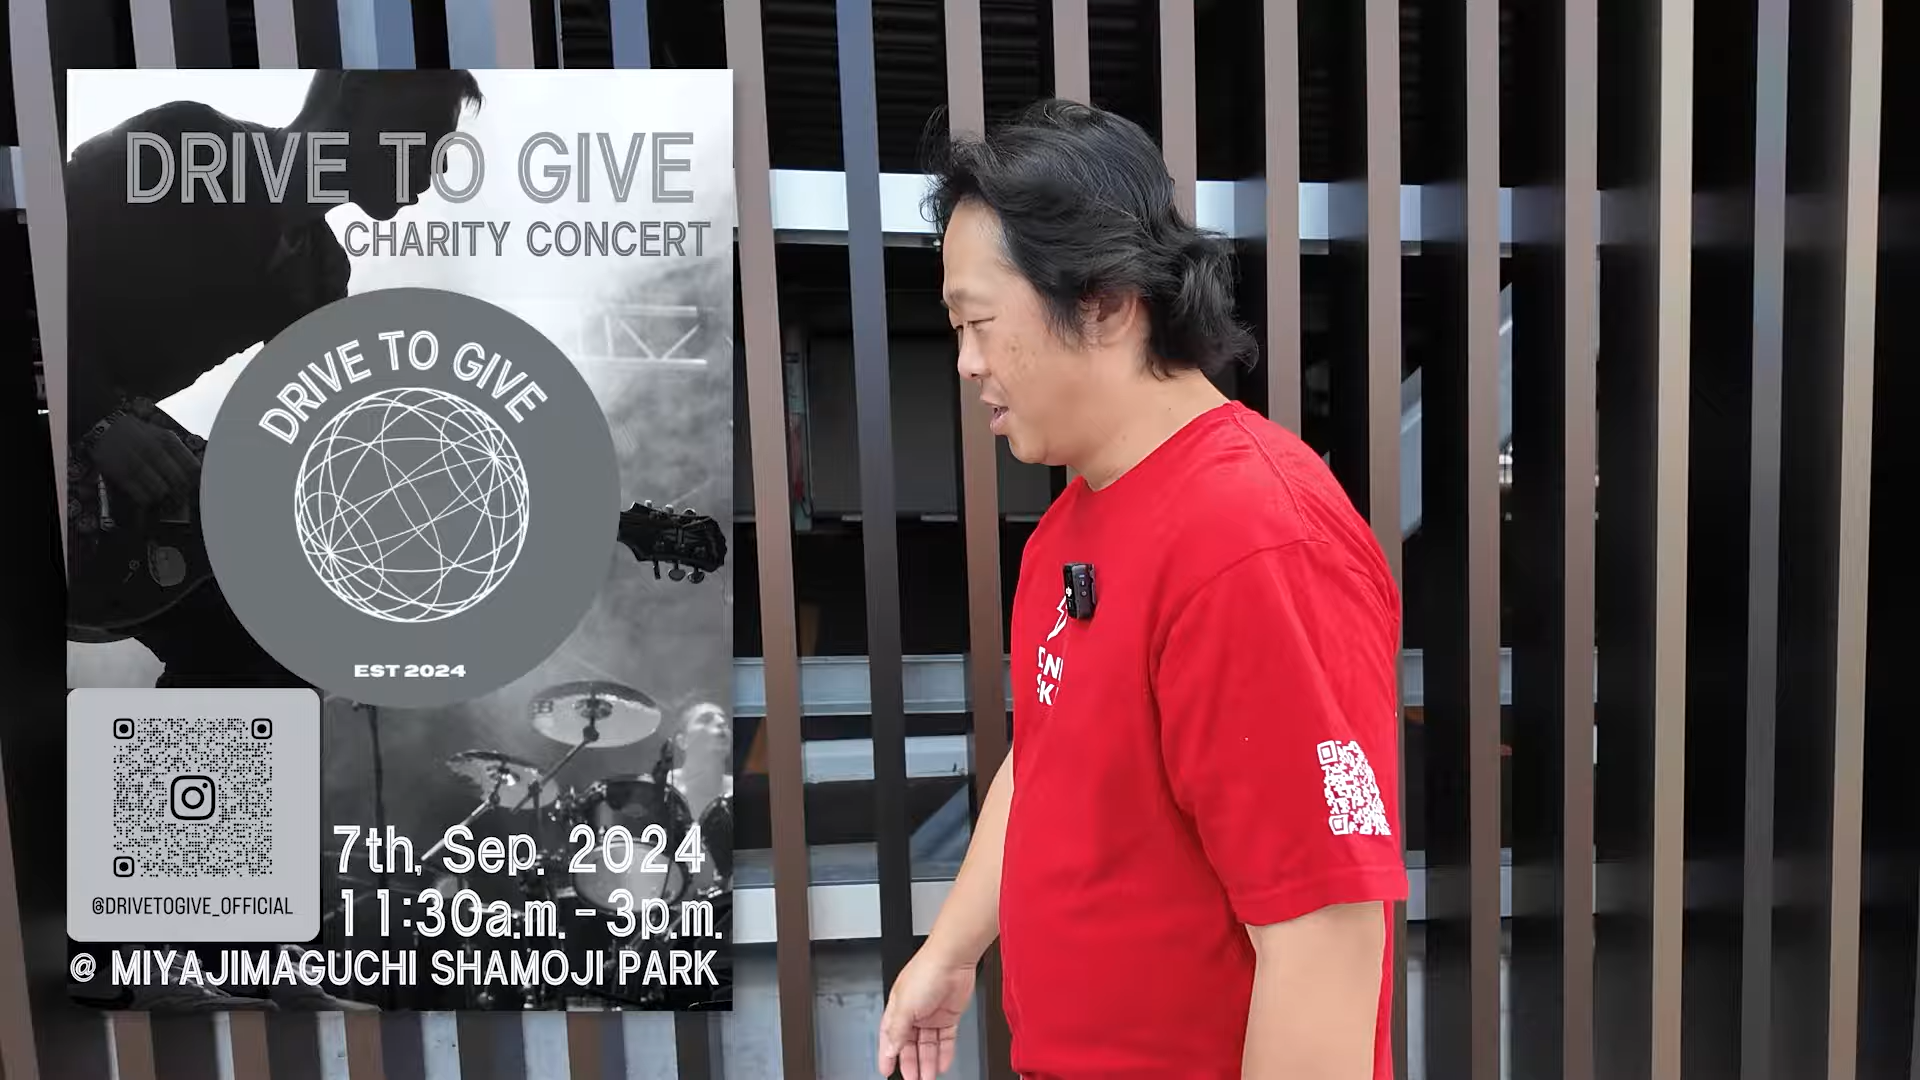 DRIVE TO GIVE
CHARITY CONCERT
DRIVE TO GIVE
EST 2024
@DRIVETOGIVE_OFFICIAL
7th, Sep. 2024
11:30a.m. - 3p.m.
@ MIYAJIMAGUCHI SHAMOJI PARK